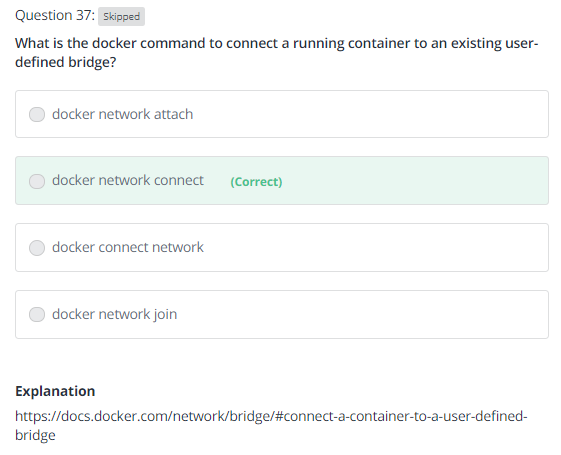 Question 37: Skipped
What is the docker command to connect a running container to an existing user-
defined bridge?
docker network attach
docker network connect (Correct)
docker connect network
docker network join
Explanation
https://docs.docker.com/network/bridge/#connect-a-container-to-a-user-defined-
bridge